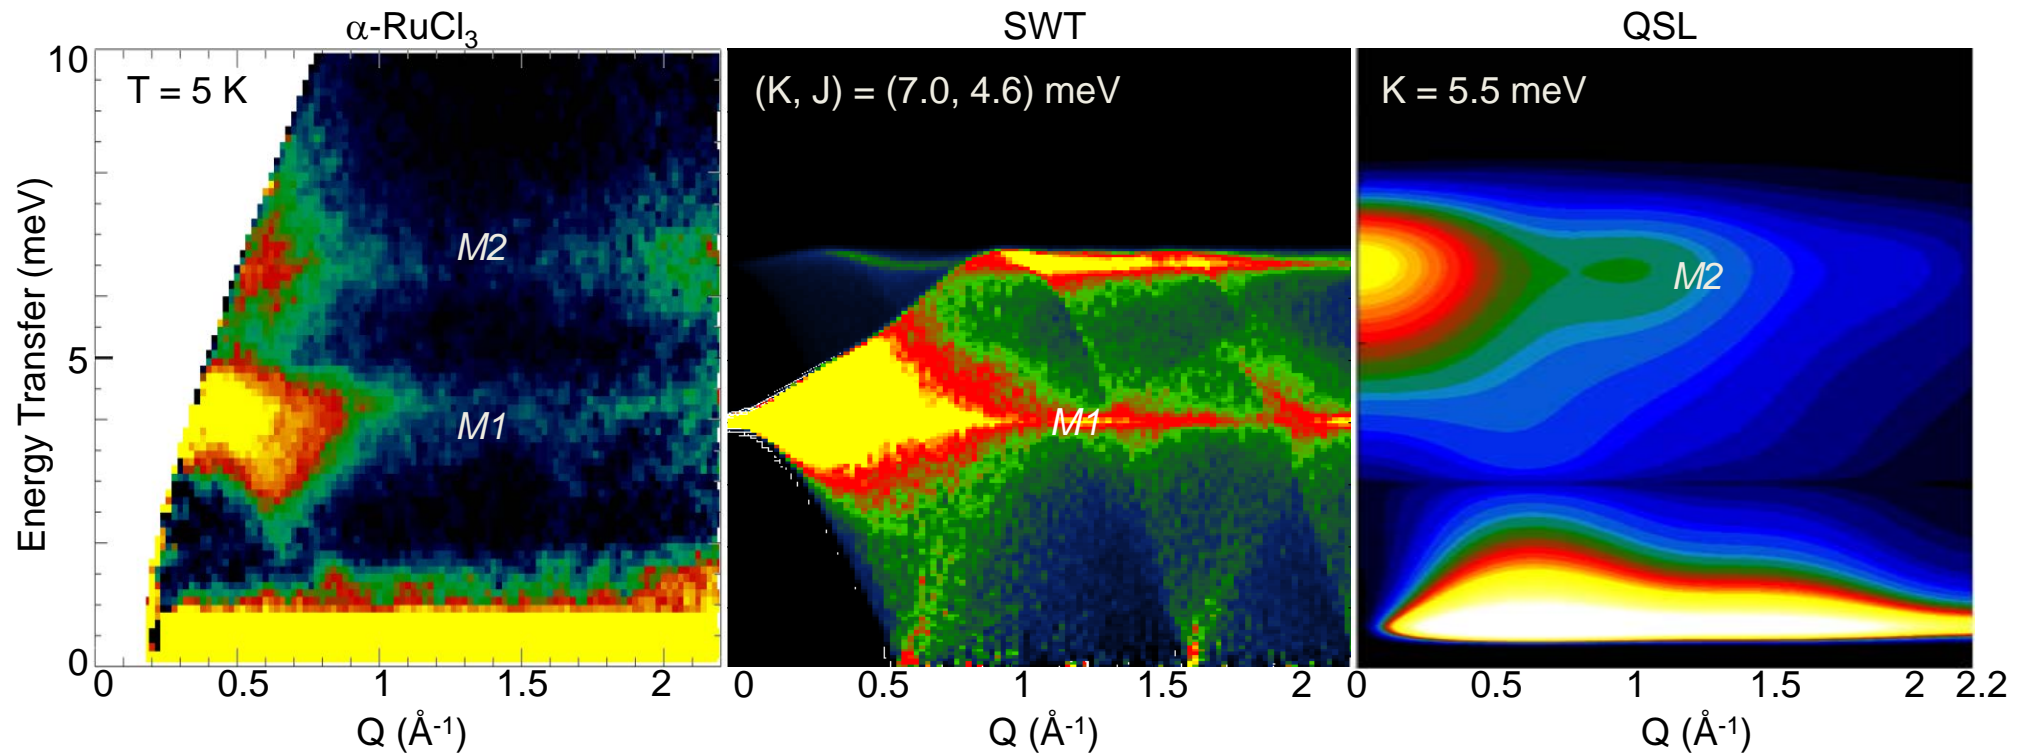 α-RuCl3
SWT
QSL
T = 5 K
(K, J) = (7.0, 4.6) meV
K = 5.5 meV
Energy Transfer (meV)
10
5
0
M2
M1
M1
M2
0 0.5 1 1.5 2
0 0.5 1 1.5 2
0 0.5 1 1.5 2 2.2
Q (Å-1)
Q (Å-1)
Q (Å-1)